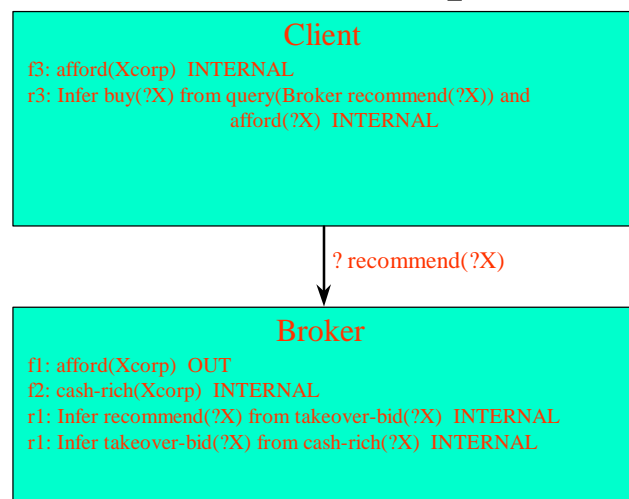 Client
f3: afford(Xcorp) INTERNAL
r3: Infer buy(?X) from query(Broker recommend(?X)) and
afford(?X) INTERNAL
? recommend(?X)
Broker
f1: afford(Xcorp) OUT
f2: cash-rich(Xcorp) INTERNAL
r1: Infer recommend(?X) from takeover-bid(?X) INTERNAL
r1: Infer takeover-bid(?X) from cash-rich(?X) INTERNAL